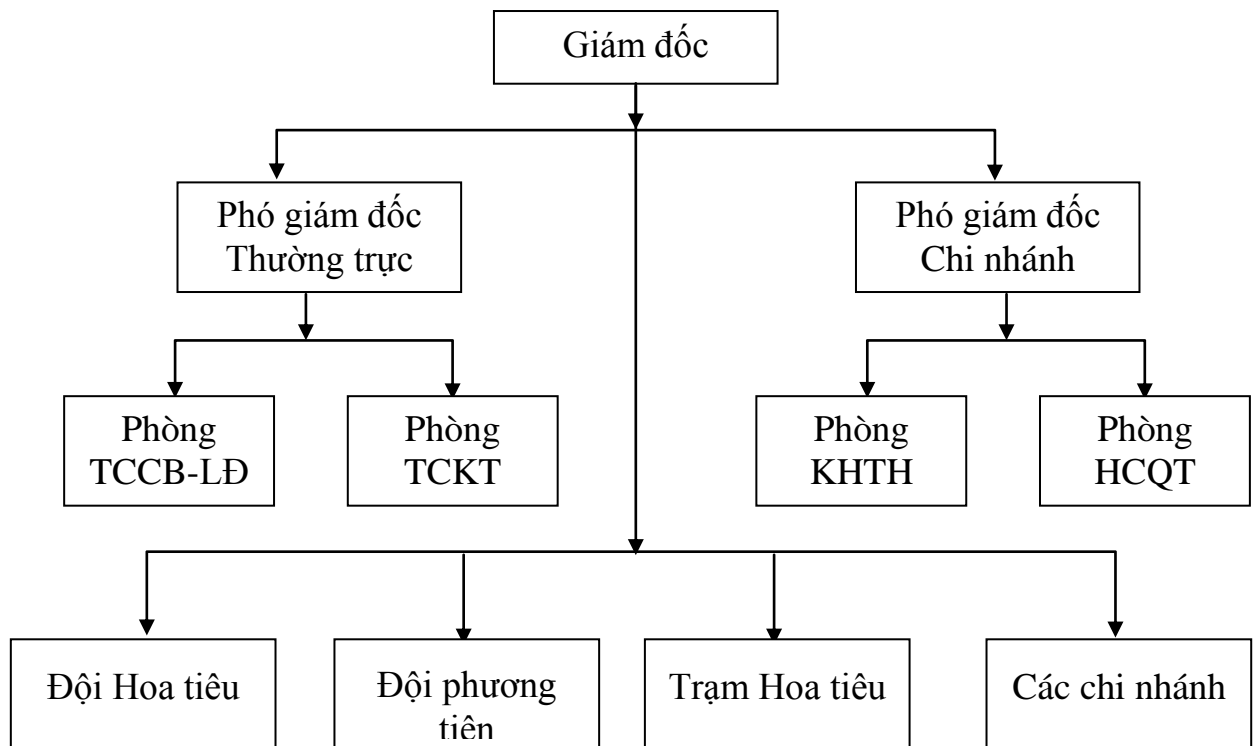 Giám đốc
Phó giám đốc
Thường trực
Phó giám đốc
Chi nhánh
Phòng
TCCB-LĐ
Phòng
TCKT
Phòng
KHTH
Phòng
HCQT
Đội Hoa tiêu
Đội phương
tiện
Trạm Hoa tiêu
Các chi nhánh